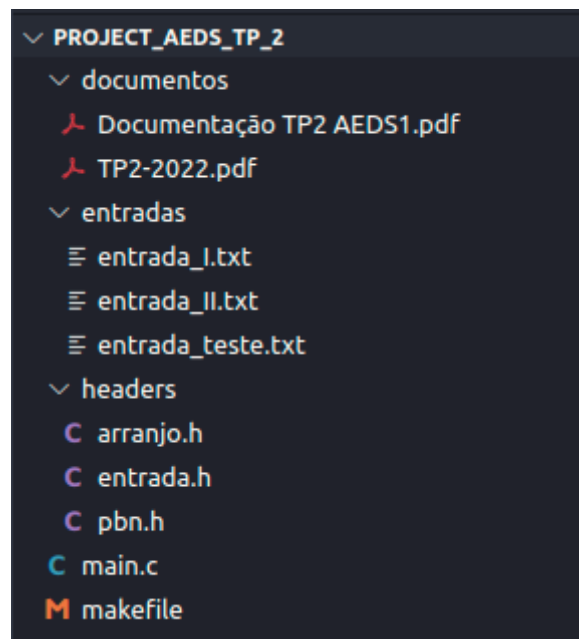 PROJECT_AEDS_TP_2
documentos
Documentação TP2 AEDS1.pdf
TP2-2022.pdf
entradas
entrada_I.txt
entrada_II.txt
entrada_teste.txt
headers
C arranjo.h
C entrada.h
C pbn.h
C main.c
M makefile